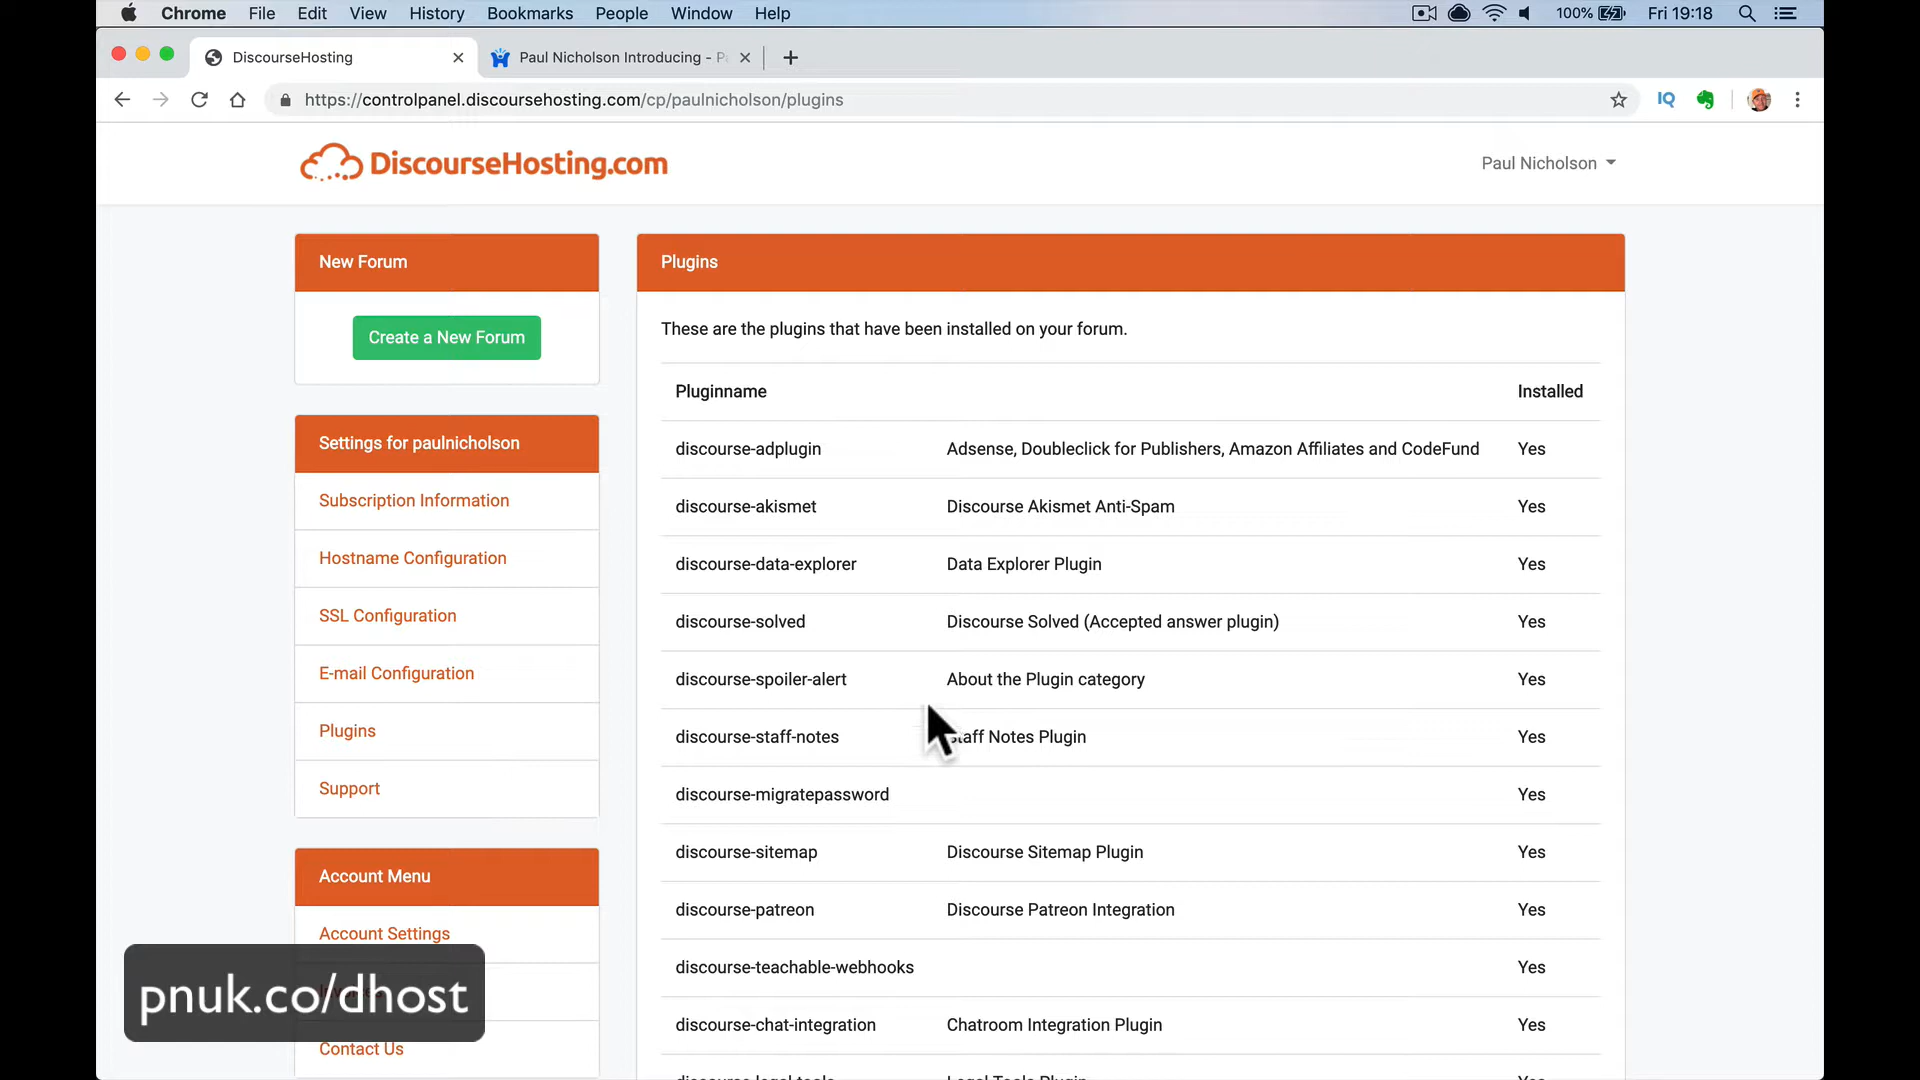 Chrome File Edit View History Bookmarks People Window Help 100% Fri 19:18
DiscourseHosting Paul Nicholson Introducing -
https://controlpanel.discoursehosting.com/cp/paulnicholson/plugins IQ
DiscourseHosting.com Paul Nicholson
New Forum
Create a New Forum
Settings for paulnicholson
Subscription Information
Hostname Configuration
SSL Configuration
E-mail Configuration
Plugins
Support
Account Menu
Account Settings
Contact Us
pnuk.co/dhost
Plugins
These are the plugins that have been installed on your forum.
Pluginname Installed
discourse-adplugin Adsense, Doubleclick for Publishers, Amazon Affiliates and CodeFund Yes
discourse-akismet Discourse Akismet Anti-Spam Yes
discourse-data-explorer Data Explorer Plugin Yes
discourse-solved Discourse Solved (Accepted answer plugin) Yes
discourse-spoiler-alert About the Plugin category Yes
discourse-staff-notes Staff Notes Plugin Yes
discourse-migratepassword Yes
discourse-sitemap Discourse Sitemap Plugin Yes
discourse-patreon Discourse Patreon Integration Yes
discourse-teachable-webhooks Yes
discourse-chat-integration Chatroom Integration Plugin Yes